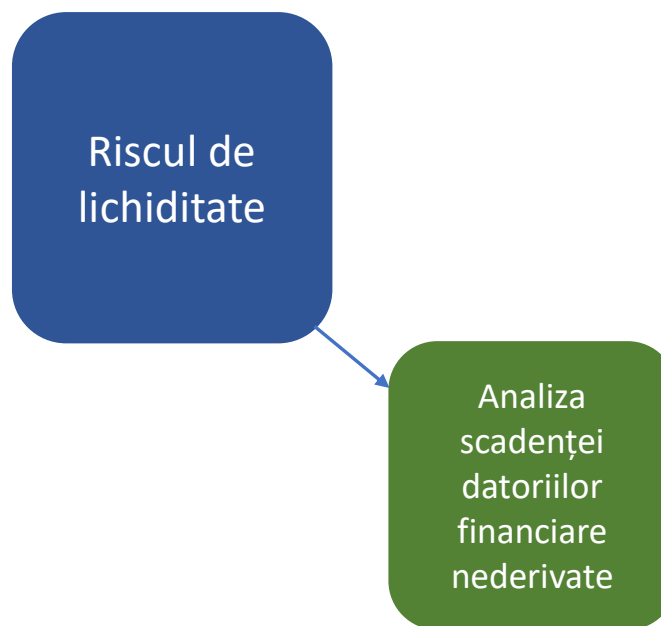 Riscul de
lichiditate
Analiza
scadenței
datoriilor
financiare
nederivate